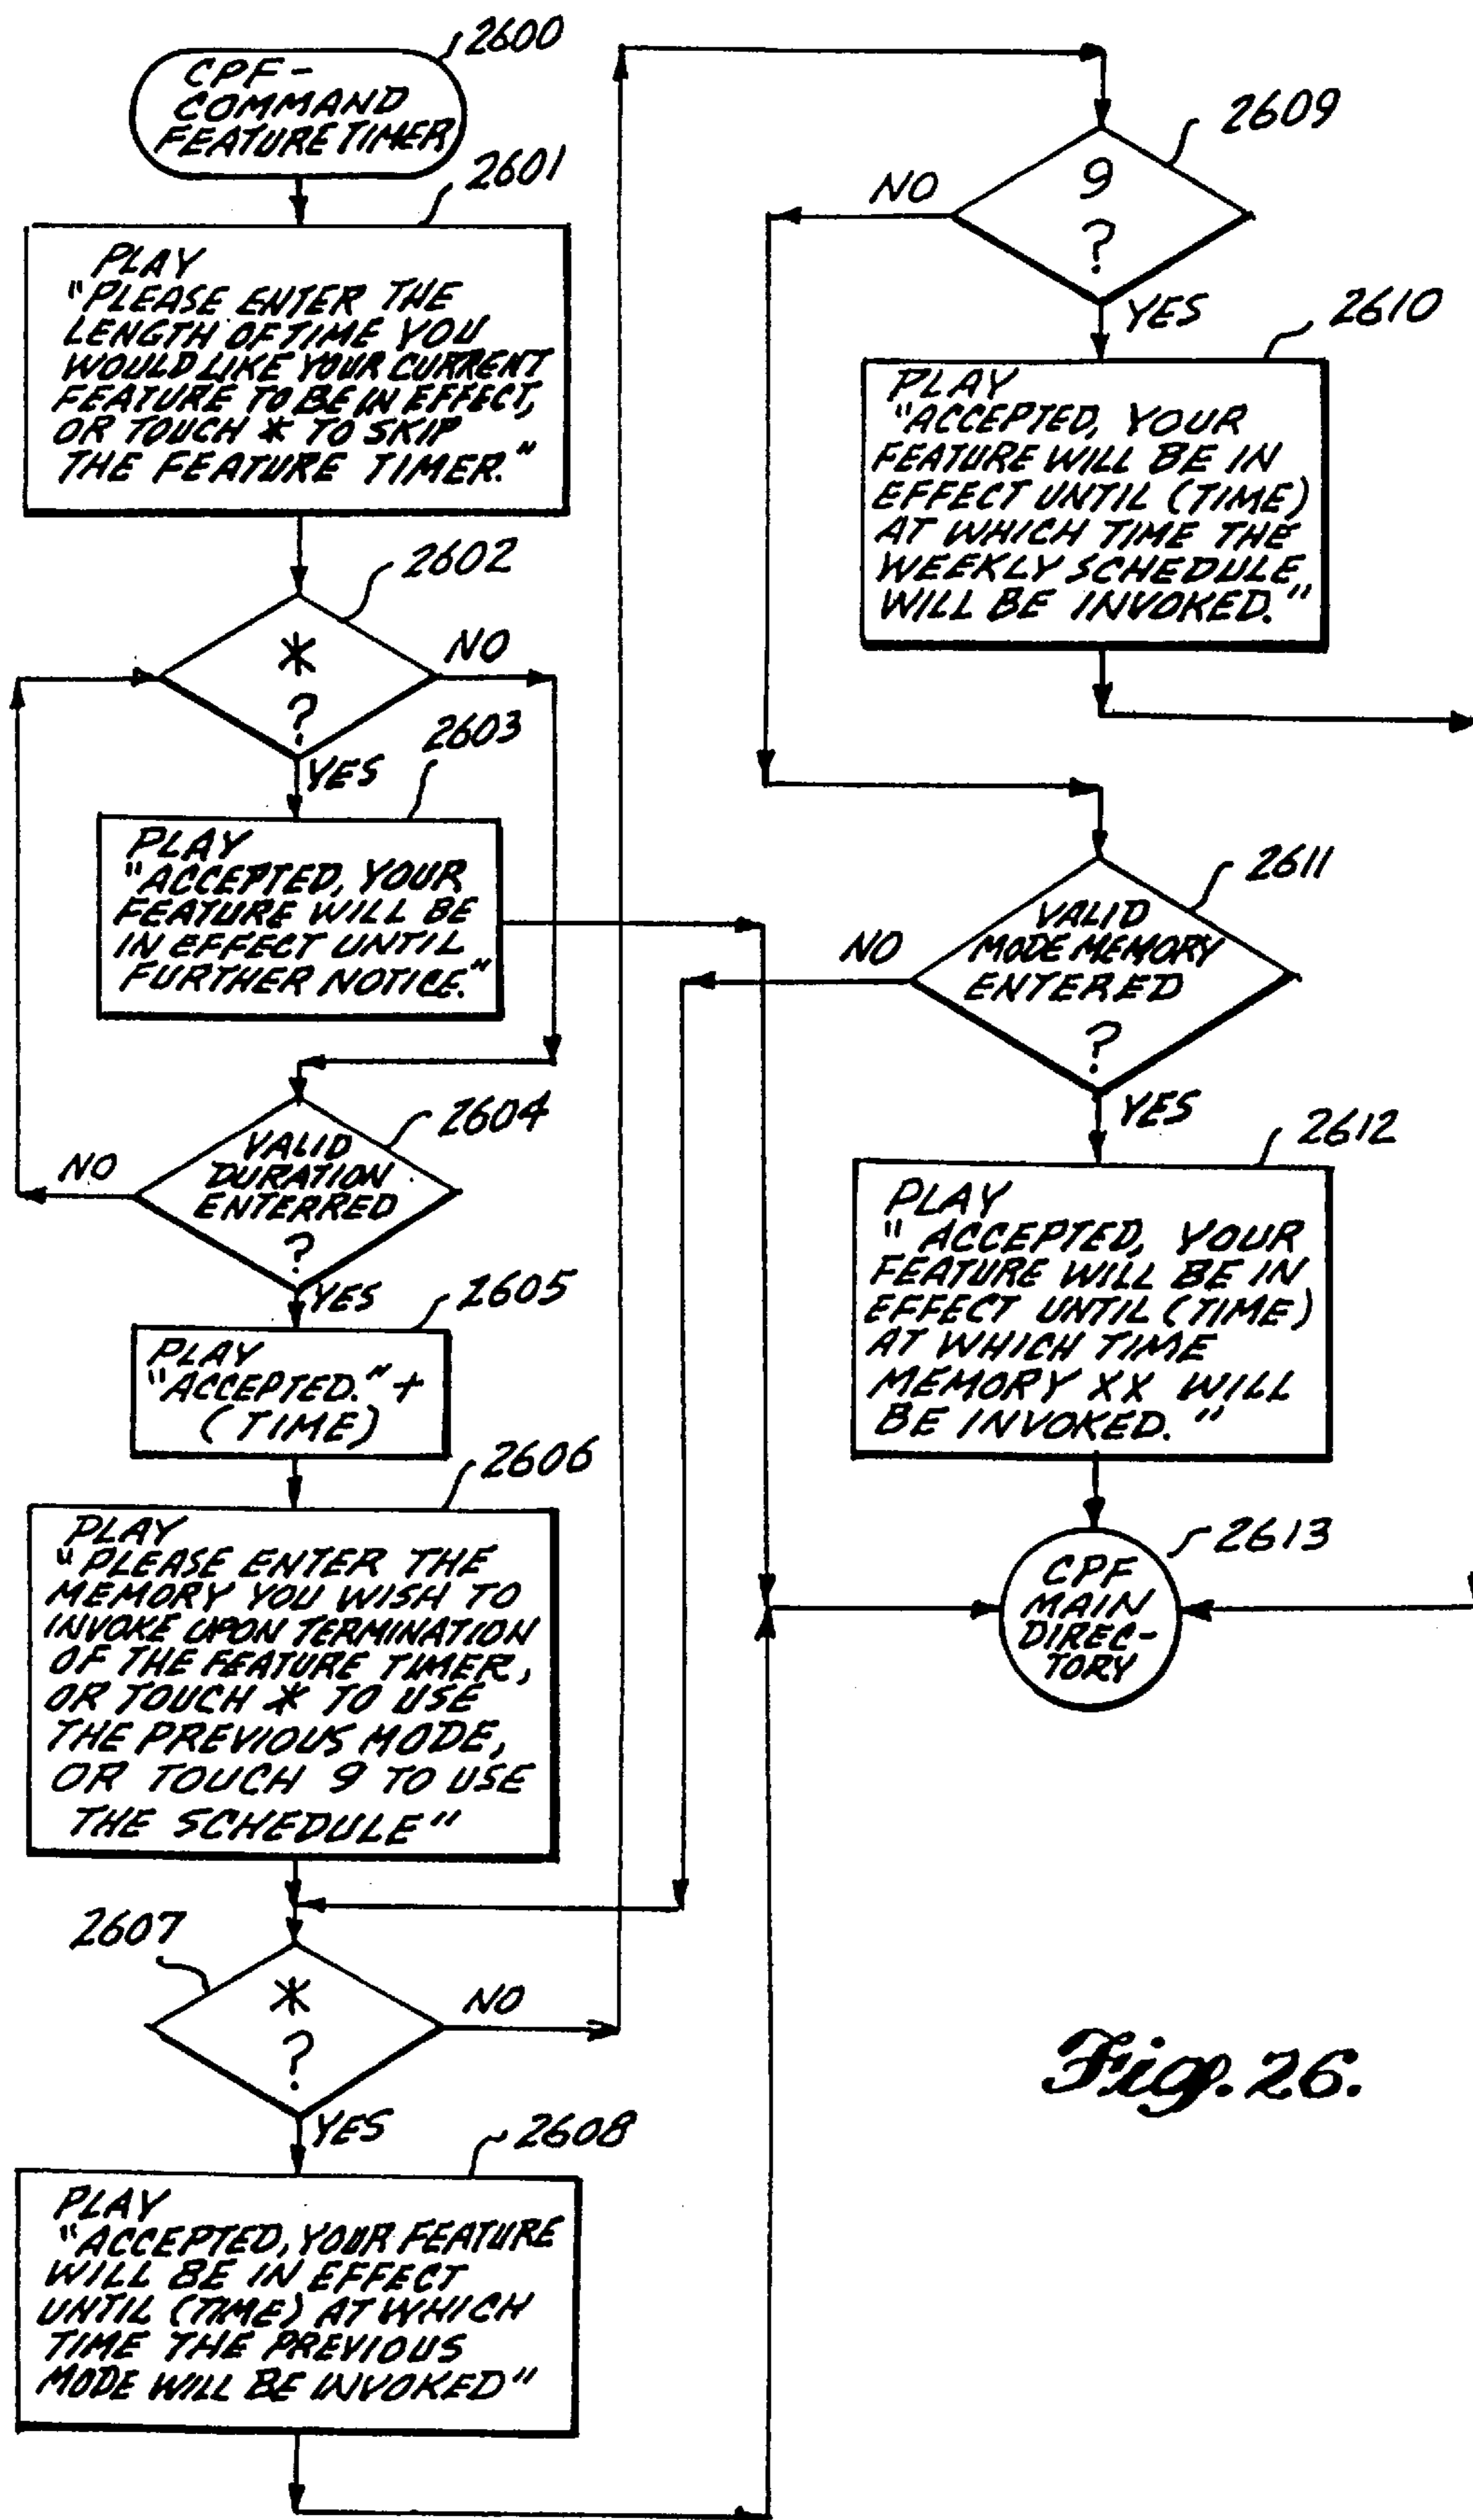 2600
CPF-
COMMAND
FEATURE TIMER
2601
PLAY
"PLEASE ENTER THE
LENGTH OF TIME YOU
WOULD LIKE YOUR CURRENT
FEATURE TO BE IN EFFECT,
OR TOUCH * TO SKIP
THE FEATURE TIMER."
2602
*
?
NO
YES
2603
PLAY
"ACCEPTED, YOUR
FEATURE WILL BE
IN EFFECT UNTIL
FURTHER NOTICE."
2604
VALID
DURATION
ENTERRED
?
NO
YES
2605
PLAY
"ACCEPTED." +
(TIME)
2606
PLAY
"PLEASE ENTER THE
MEMORY YOU WISH TO
INVOKE UPON TERMINATION
OF THE FEATURE TIMER,
OR TOUCH * TO USE
THE PREVIOUS MODE,
OR TOUCH 9 TO USE
THE SCHEDULE"
2607
*
?
NO
YES
2608
PLAY
"ACCEPTED, YOUR FEATURE
WILL BE IN EFFECT
UNTIL (TIME) AT WHICH
TIME THE PREVIOUS
MODE WILL BE INVOKED"
2609
9
?
NO
YES
2610
PLAY
"ACCEPTED, YOUR
FEATURE WILL BE IN
EFFECT UNTIL (TIME)
AT WHICH TIME THE
WEEKLY SCHEDULE
WILL BE INVOKED."
2611
VALID
MODE MEMORY
ENTERED
?
NO
YES
2612
PLAY
"ACCEPTED, YOUR
FEATURE WILL BE IN
EFFECT UNTIL (TIME)
AT WHICH TIME
MEMORY XX WILL
BE INVOKED."
2613
CPF
MAIN
DIREC-
TORY
Fig. 26.